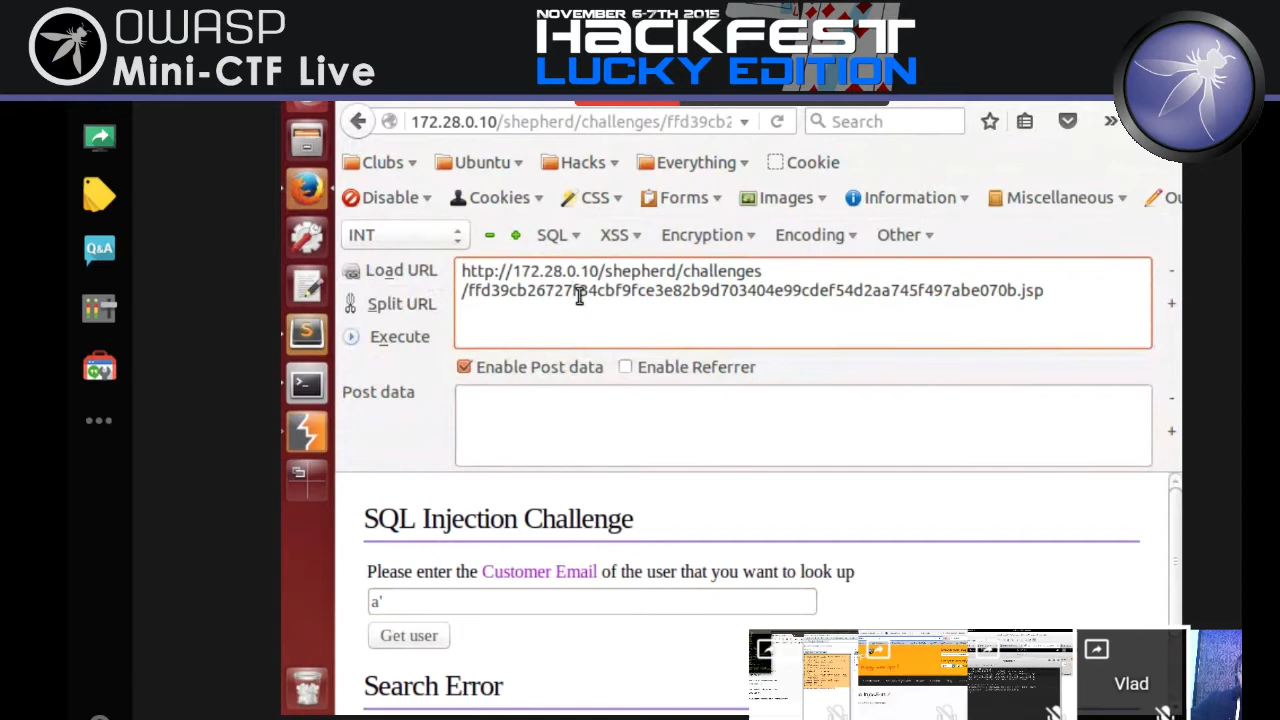 OWASP
Mini-CTF Live
NOVEMBER 6-7TH 2015
HACKFEST
LUCKY EDITION
172.28.0.10/shepherd/challenges/ffd39cb2
Search
Clubs
Ubuntu
Hacks
Everything
Cookie
Disable
Cookies
CSS
Forms
Images
Information
Miscellaneous
Ou
INT
SQL
XSS
Encryption
Encoding
Other
Load URL
Split URL
Execute
http://172.28.0.10/shepherd/challenges
Enable Post data
Enable Referrer
Post data
Q&A
SQL Injection Challenge
Please enter the Customer Email of the user that you want to look up
a'
Get user
Search Error
Vlad